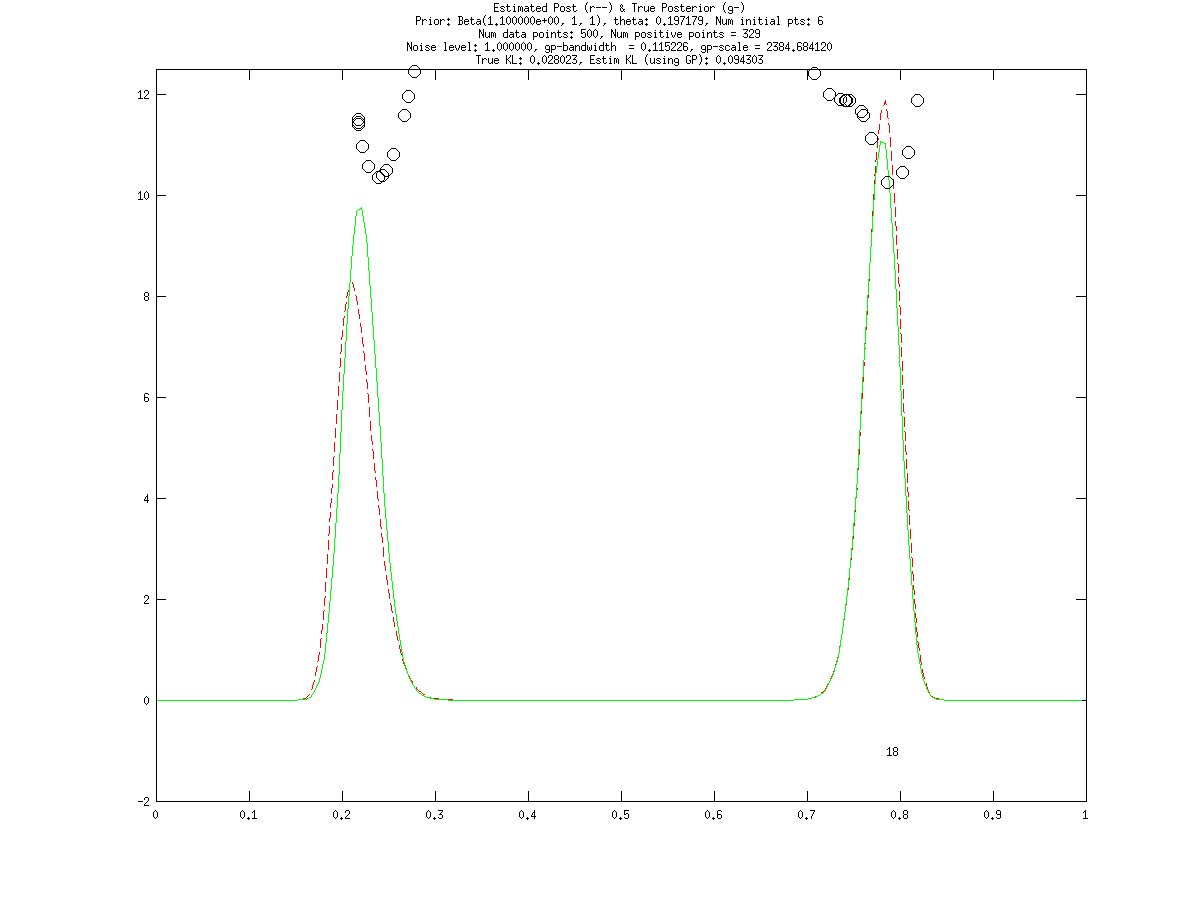 Estimated Post (r--) & True Posterior (g-)
Prior: Beta(1.100000e+00, 1, 1), theta: 0.197179, Num initial pts: 6
Num data points: 500, Num positive points = 329
Noise level: 1.000000, gp-bandwidth  = 0.115226, gp-scale = 2384.684120
True KL: 0.028023, Estim KL (using GP): 0.094303
12
10
8
6
4
2
0
18
-2
0 0.1 0.2 0.3 0.4 0.5 0.6 0.7 0.8 0.9 1